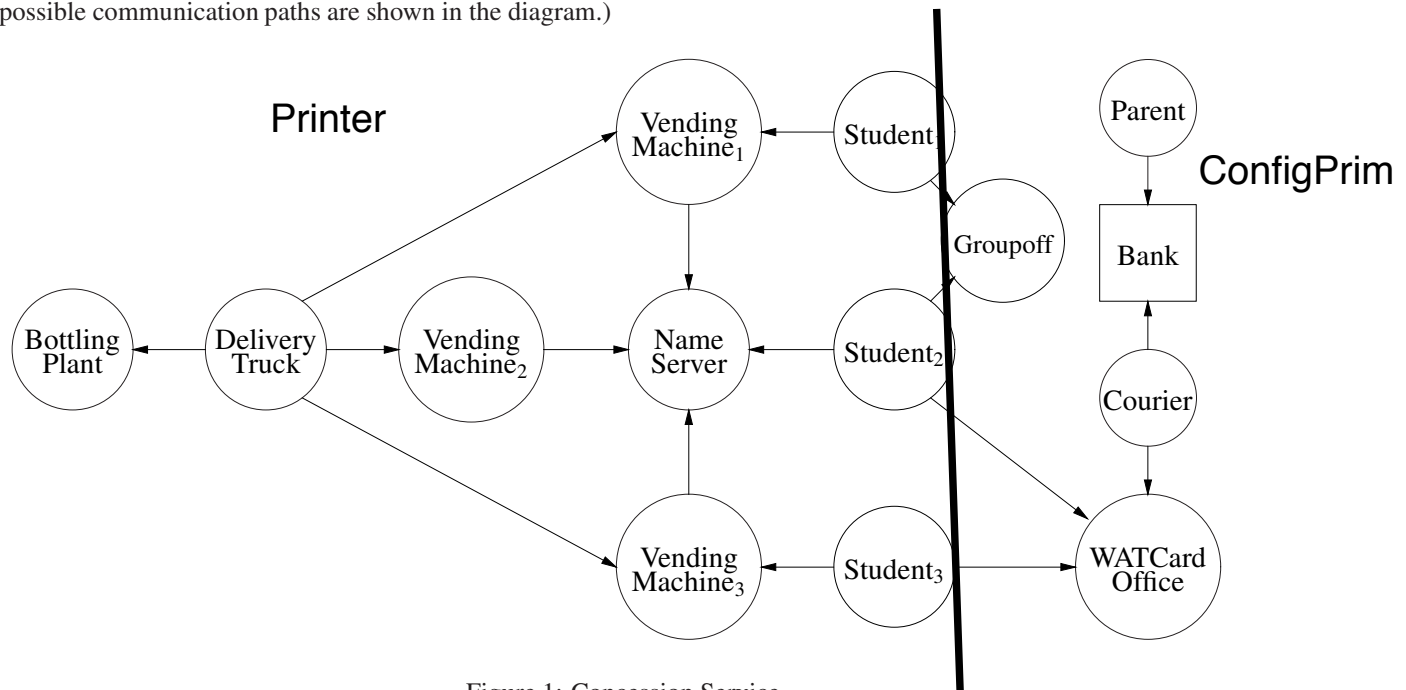 possible communication paths are shown in the diagram.)
Printer
Vending
Machine1
Student
Parent
ConfigPrim
Groupoff
Bank
Bottling
Plant
Delivery
Truck
Vending
Machine2
Name
Server
Student2
Courier
Vending
Machine3
Student3
WATCard
Office
Figure 1: Concession Service